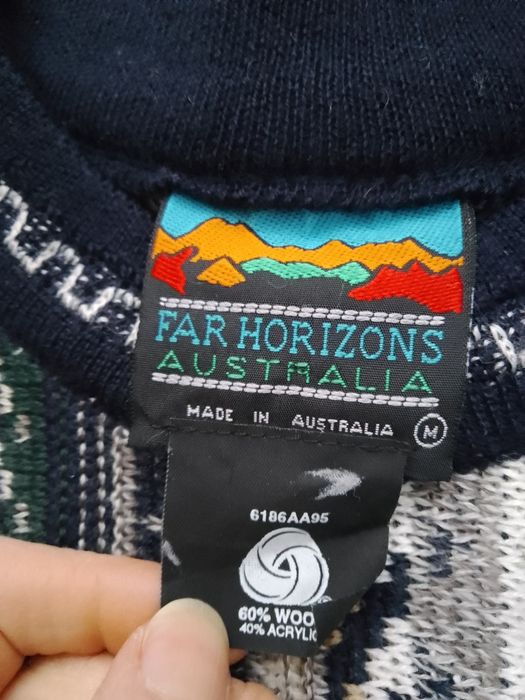 FAR HORIZONS
AUSTRALIA
MADE IN AUSTRALIA M
6186AA95
60% WOO
40% ACRYLIC